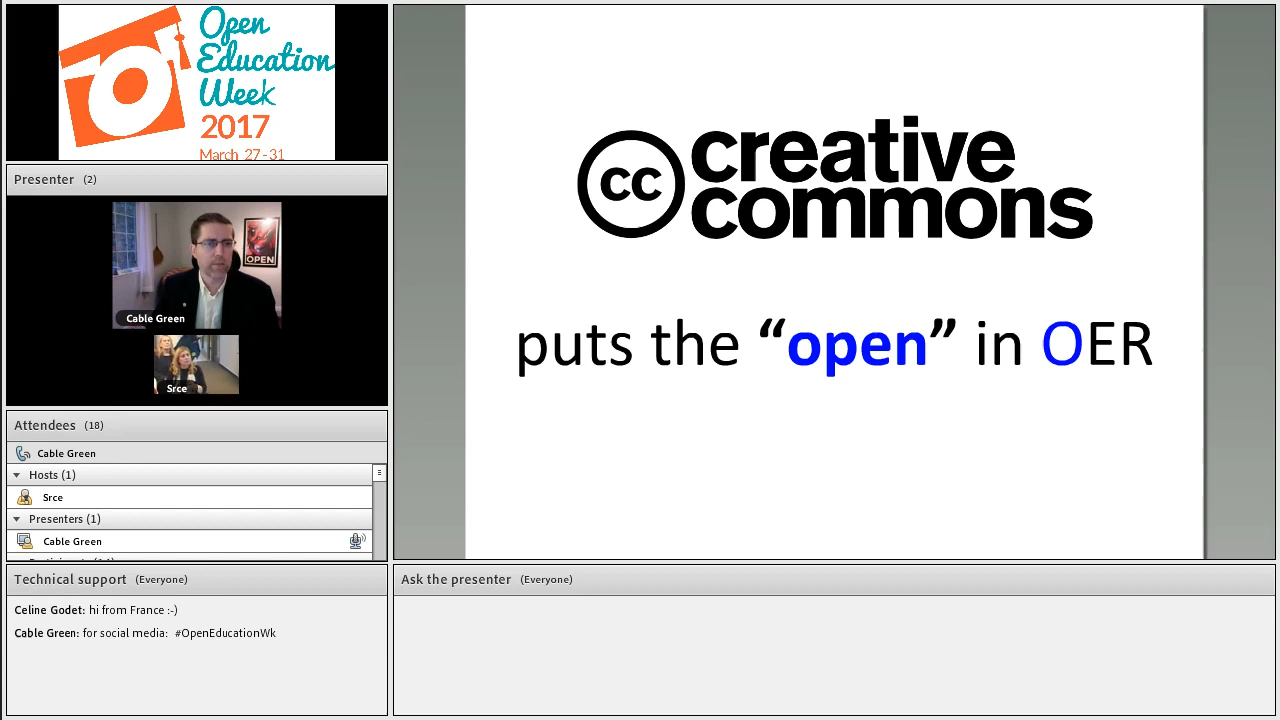 Open
Education
Week
2017
March 27-31
Presenter (2)
OPEN
Cable Green
Srce
Attendees (18)
Cable Green
Hosts (1)
Srce
Presenters (1)
Cable Green
Technical support (Everyone)
Celine Godet: hi from France :-)
Cable Green: for social media: #OpenEducationWk
cc creative
commons
puts the “open” in OER
Ask the presenter (Everyone)